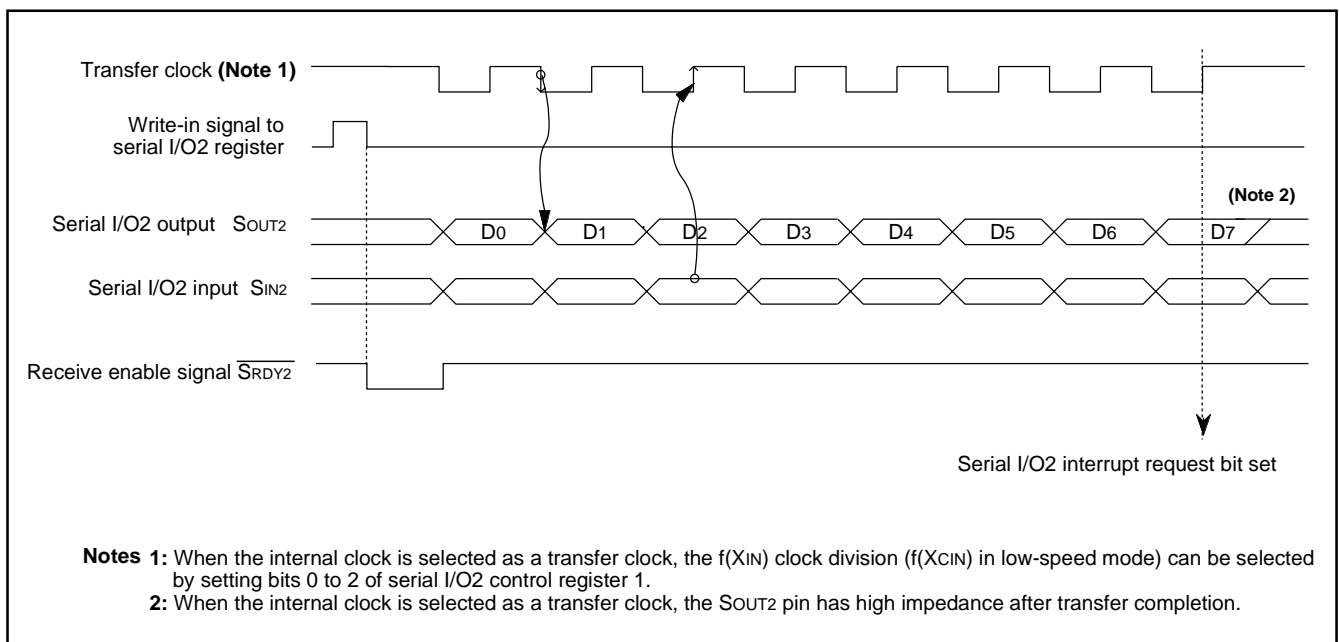 Transfer clock (Note 1)
Write-in signal to
serial I/O2 register
(Note 2)
Serial I/O2 output SOUT2
D0 D1 D2 D3 D4 D5 D6 D7
Serial I/O2 input SIN2
Receive enable signal SRDY2
Serial I/O2 interrupt request bit set
Notes 1: When the internal clock is selected as a transfer clock, the f(XIN) clock division (f(XCIN) in low-speed mode) can be selected
by setting bits 0 to 2 of serial I/O2 control register 1.
2: When the internal clock is selected as a transfer clock, the SOUT2 pin has high impedance after transfer completion.